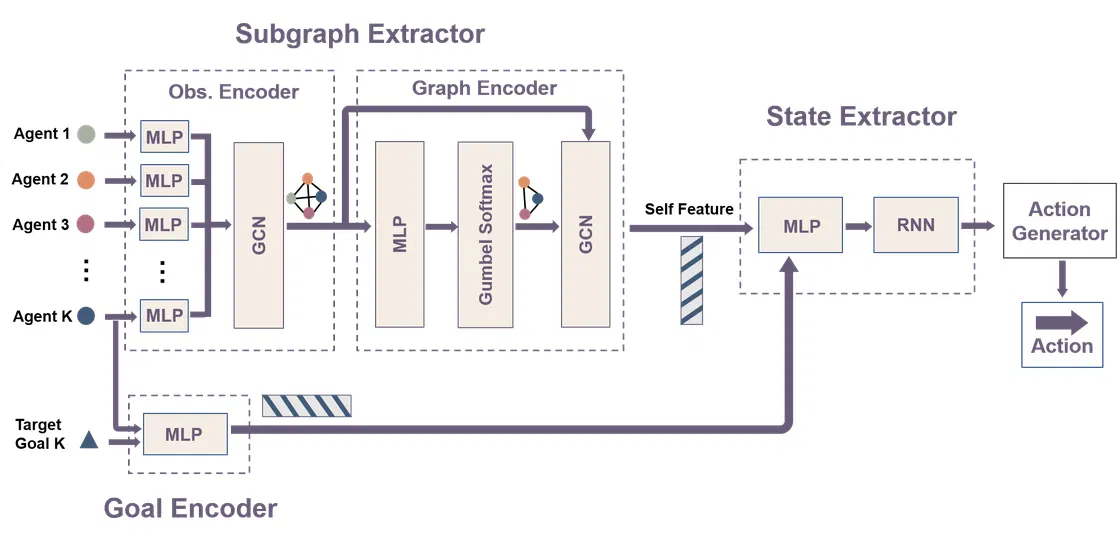 Subgraph Extractor
Obs. Encoder
Graph Encoder
State Extractor
Agent 1
MLP
Agent 2
MLP
Agent 3
MLP
...
...
Agent K
MLP
GCN
MLP
Gumbel Softmax
GCN
Self Feature
MLP
RNN
Action
Generator
Action
Target
Goal K
MLP
Goal Encoder